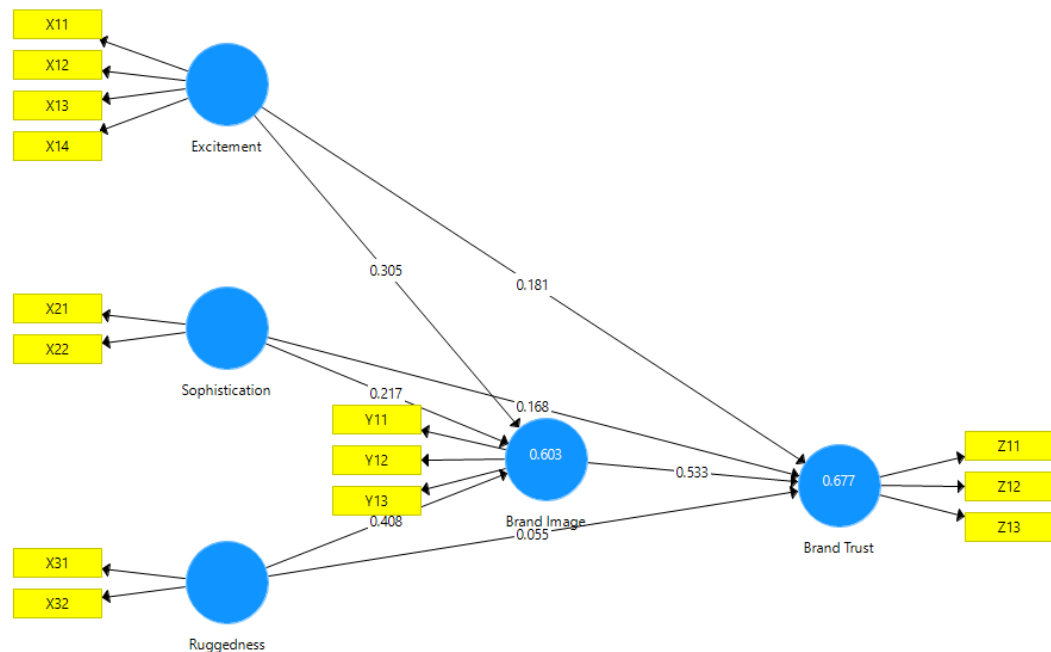 X11
X12
X13
X14
Excitement
0.305
0.181
X21
X22
Sophistication
0.217
0.168
Y11
Y12
Y13
0.603
Brand Image
0.533
0.677
Brand Trust
Z11
Z12
Z13
0.408
0.055
X31
X32
Ruggedness